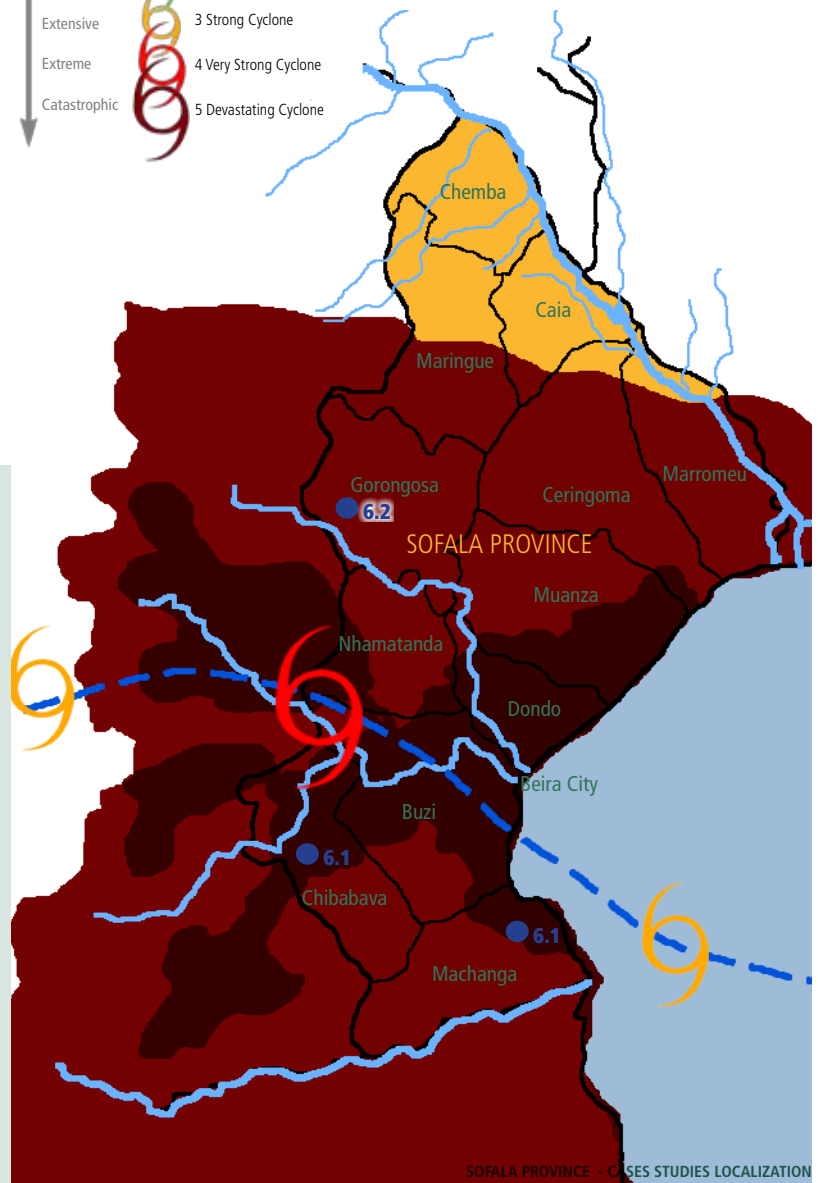 Extensive
3 Strong Cyclone
Extreme
4 Very Strong Cyclone
Catastrophic
5 Devastating Cyclone
Chemba
Caia
Maringue
Marromeu
Gorongosa
Ceringoma
6.2
SOFALA PROVINCE
Muanza
Nhamatanda
Dondo
Beira City
Buzi
6.1
Chibabava
6.1
Machanga
SOFALA PROVINCE - CASES STUDIES LOCALIZATION